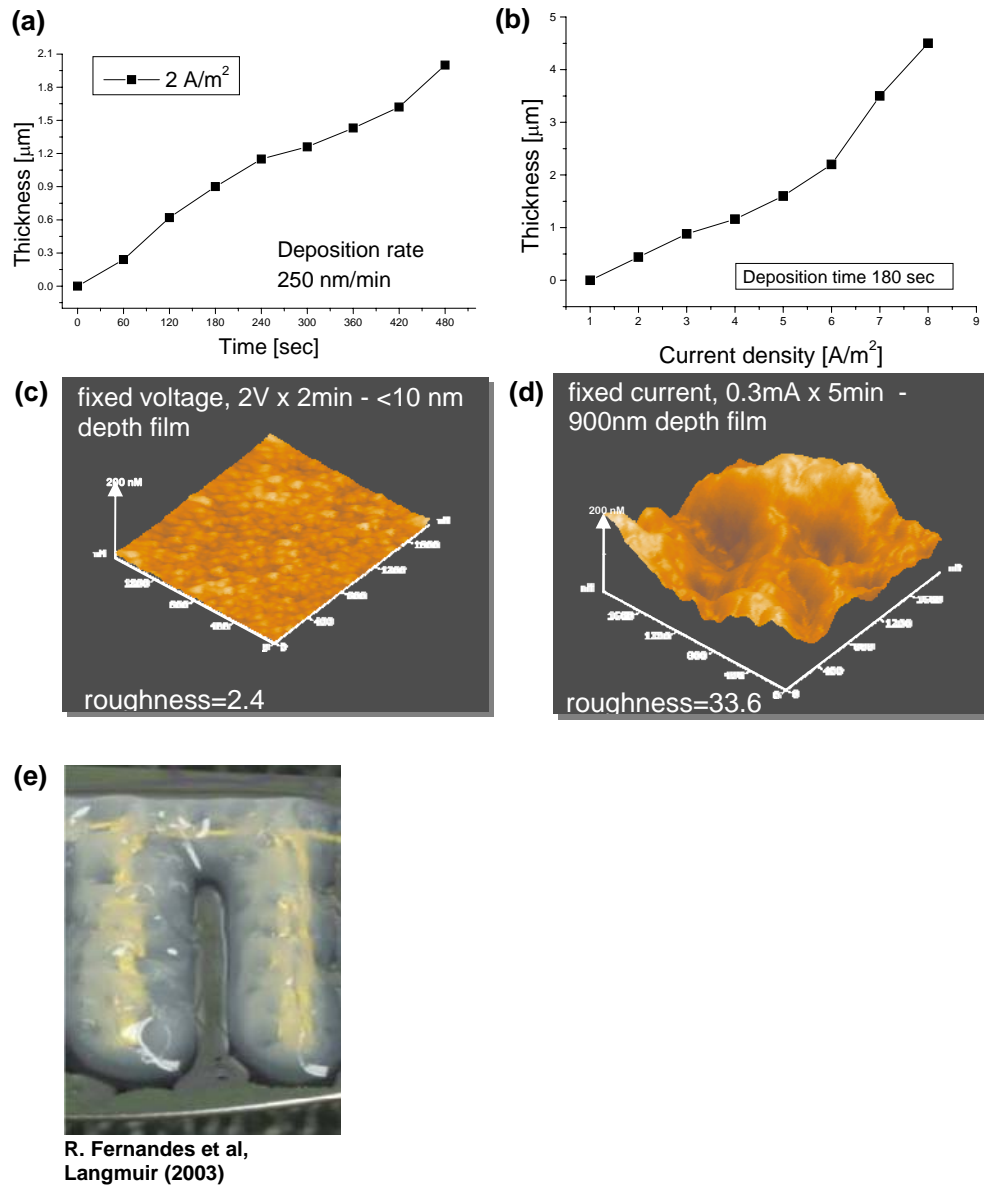 (a)
2.1
1.8
1.5
1.2
0.9
0.6
0.3
0.0
Thickness [μm]
2 A/m²
Deposition rate
250 nm/min
0 60 120 180 240 300 360 420 480
Time [sec]
(b)
5
4
3
2
1
0
Thickness [μm]
Deposition time 180 sec
1 2 3 4 5 6 7 8 9
Current density [A/m²]
(c)
fixed voltage, 2V x 2min - <10 nm
depth film
200 nM
roughness=2.4
(d)
fixed current, 0.3mA x 5min -
900nm depth film
200 nM
roughness=33.6
(e)
R. Fernandes et al,
Langmuir (2003)